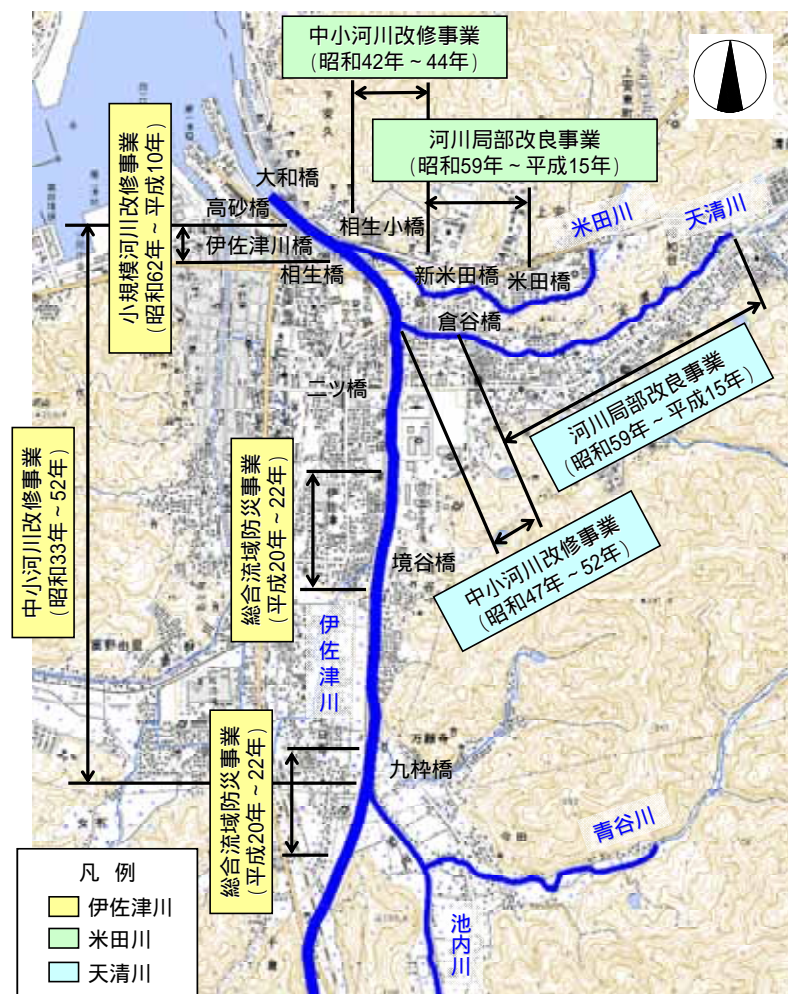 中小河川改修事業
(昭和42年～44年)
河川局部改良事業
(昭和59年～平成15年)
小規模河川改修事業
(昭和62年～平成10年)
大和橋
高砂橋
伊佐津川橋
相生橋
相生小橋
上安
米田川
天清川
新米田橋
米田橋
倉谷橋
二ツ橋
河川局部改良事業
(昭和59年～平成15年)
中小河川改修事業
(昭和47年～52年)
中小河川改修事業
(昭和33年～52年)
総合流域防災事業
(平成20年～22年)
伊佐津
境谷橋
伊佐津川
万願寺
九枠橋
総合流域防災事業
(平成20年～22年)
今田
青谷川
池内川
凡 例
伊佐津川
米田川
天清川